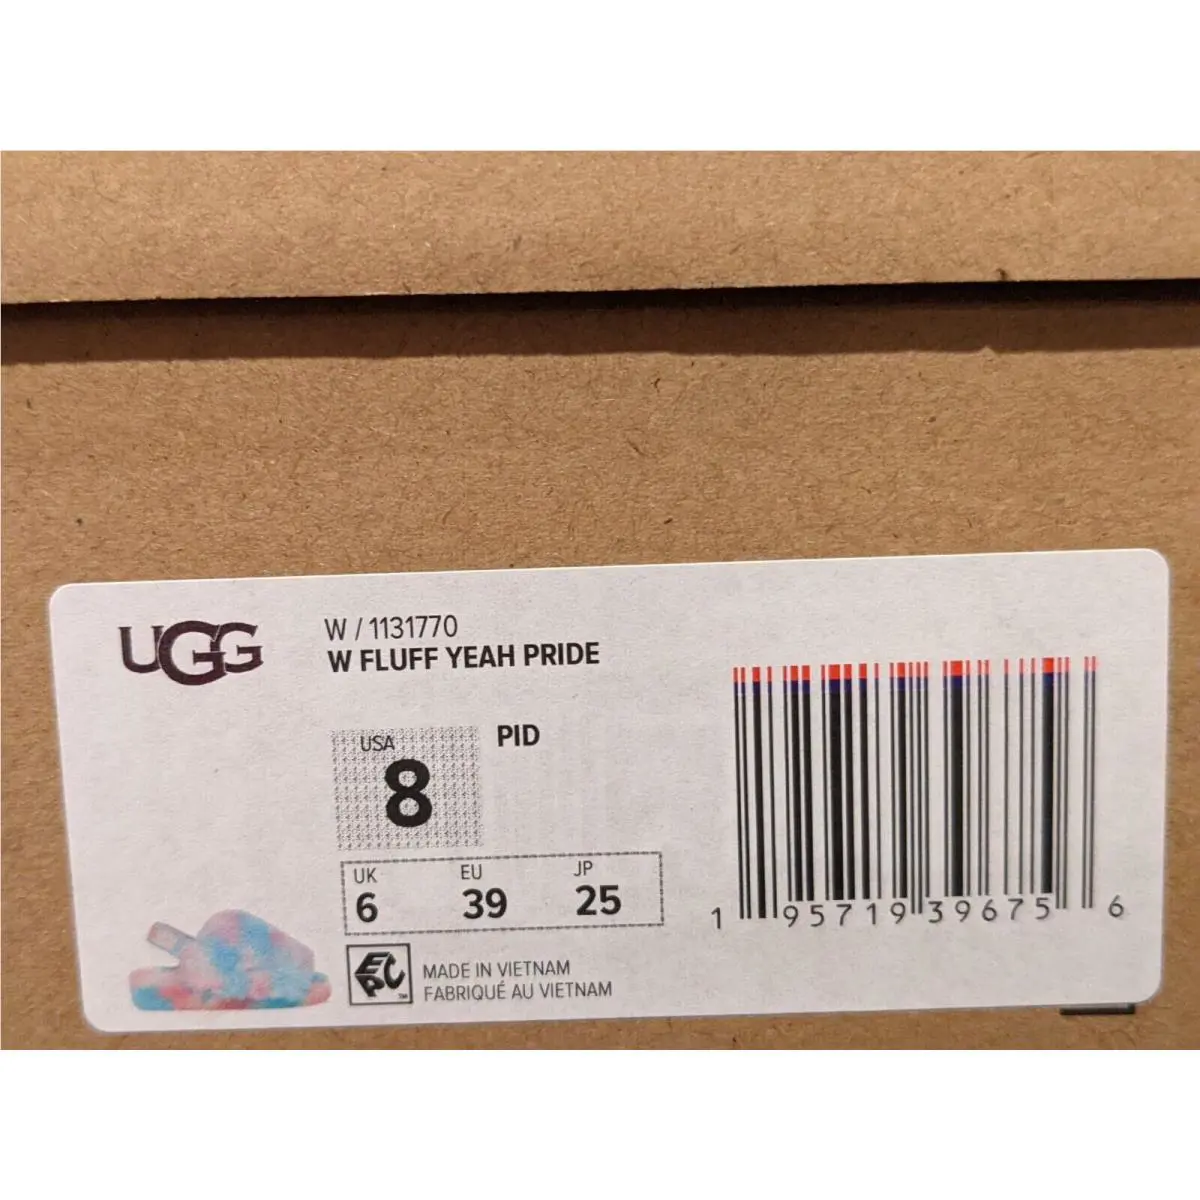 UGG
W / 1131770
W FLUFF YEAH PRIDE
USA
8
PID
UK EU JP
6 39 25
EPC™
MADE IN VIETNAM
FABRIQUÉ AU VIETNAM
1 95719 39675 6